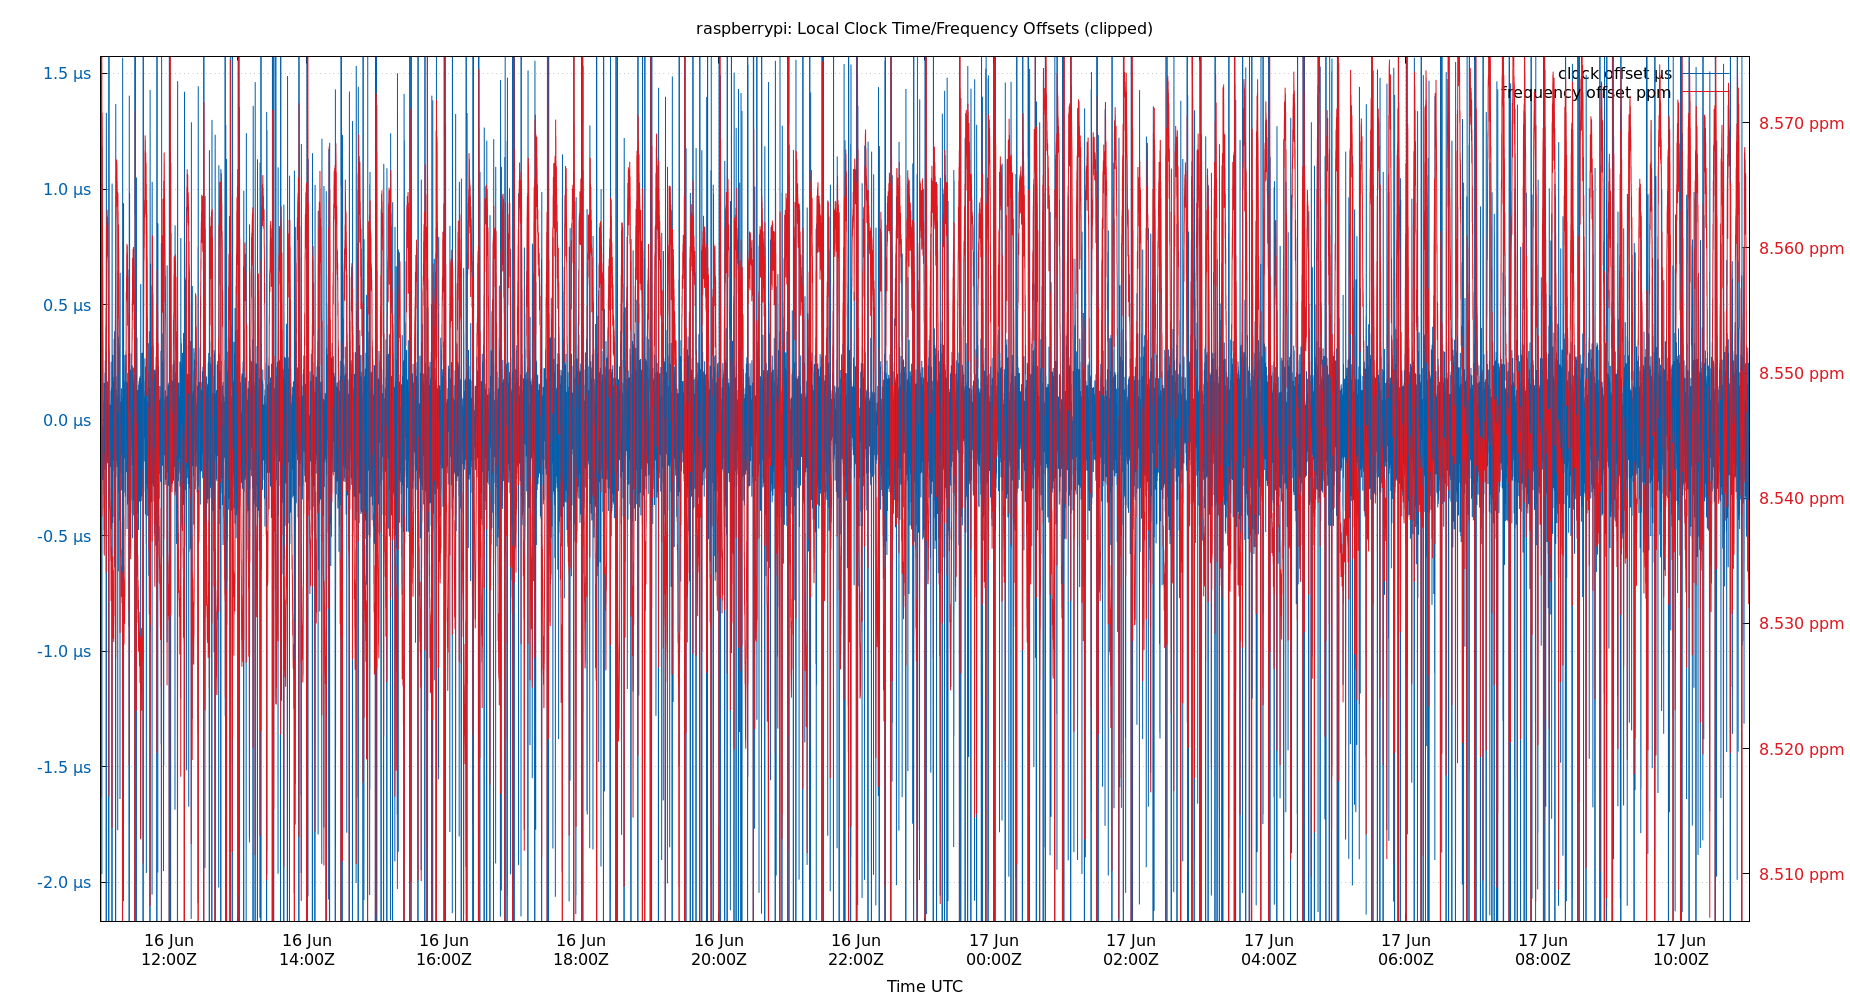 raspberrypi: Local Clock Time/Frequency Offsets (clipped)
clock offset µs
frequency offset ppm
1.5 µs
1.0 µs
0.5 µs
0.0 µs
-0.5 µs
-1.0 µs
-1.5 µs
-2.0 µs
8.570 ppm
8.560 ppm
8.550 ppm
8.540 ppm
8.530 ppm
8.520 ppm
8.510 ppm
16 Jun 16 Jun 16 Jun 16 Jun 16 Jun 16 Jun 17 Jun 17 Jun 17 Jun 17 Jun 17 Jun 17 Jun
12:00Z 14:00Z 16:00Z 18:00Z 20:00Z 22:00Z 00:00Z 02:00Z 04:00Z 06:00Z 08:00Z 10:00Z
Time UTC